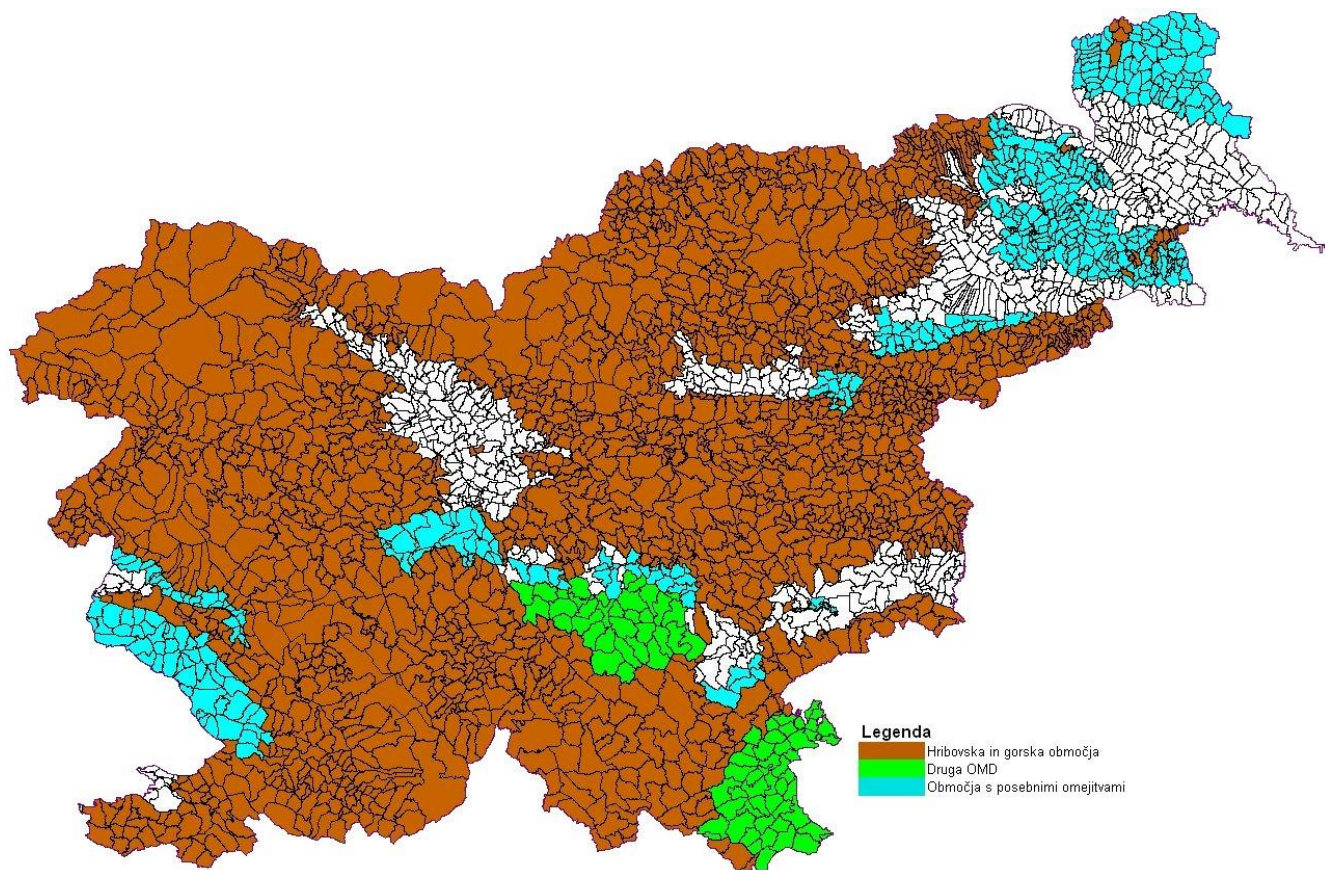 Legenda
Hribovska in gorska območja
Druga OMD
Območja s posebnimi omejitvami